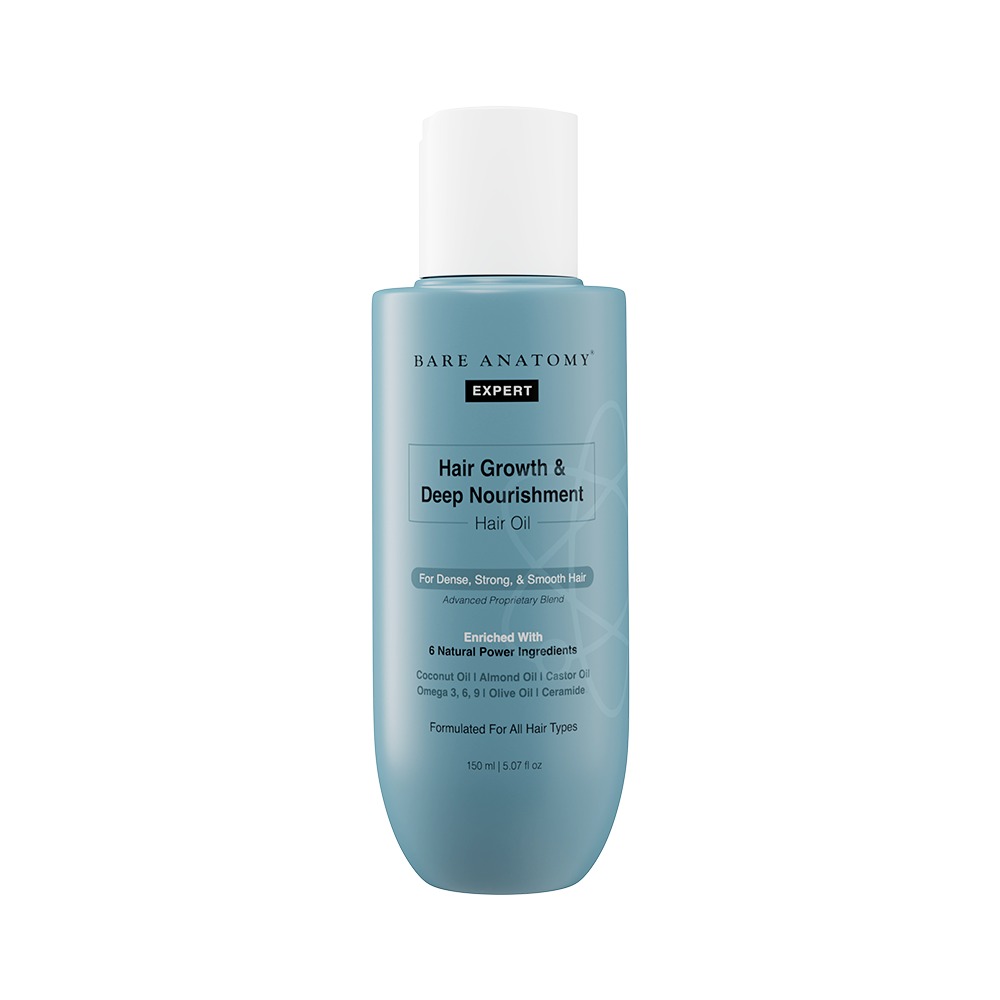 BARE ANATOMY®
EXPERT
Hair Growth &
Deep Nourishment
Hair Oil
For Dense, Strong, & Smooth Hair
Advanced Proprietary Blend
Enriched With
6 Natural Power Ingredients
Coconut Oil | Almond Oil | Castor Oil
Omega 3, 6, 9 | Olive Oil | Ceramide
Formulated For All Hair Types
150 ml | 5.07 fl oz